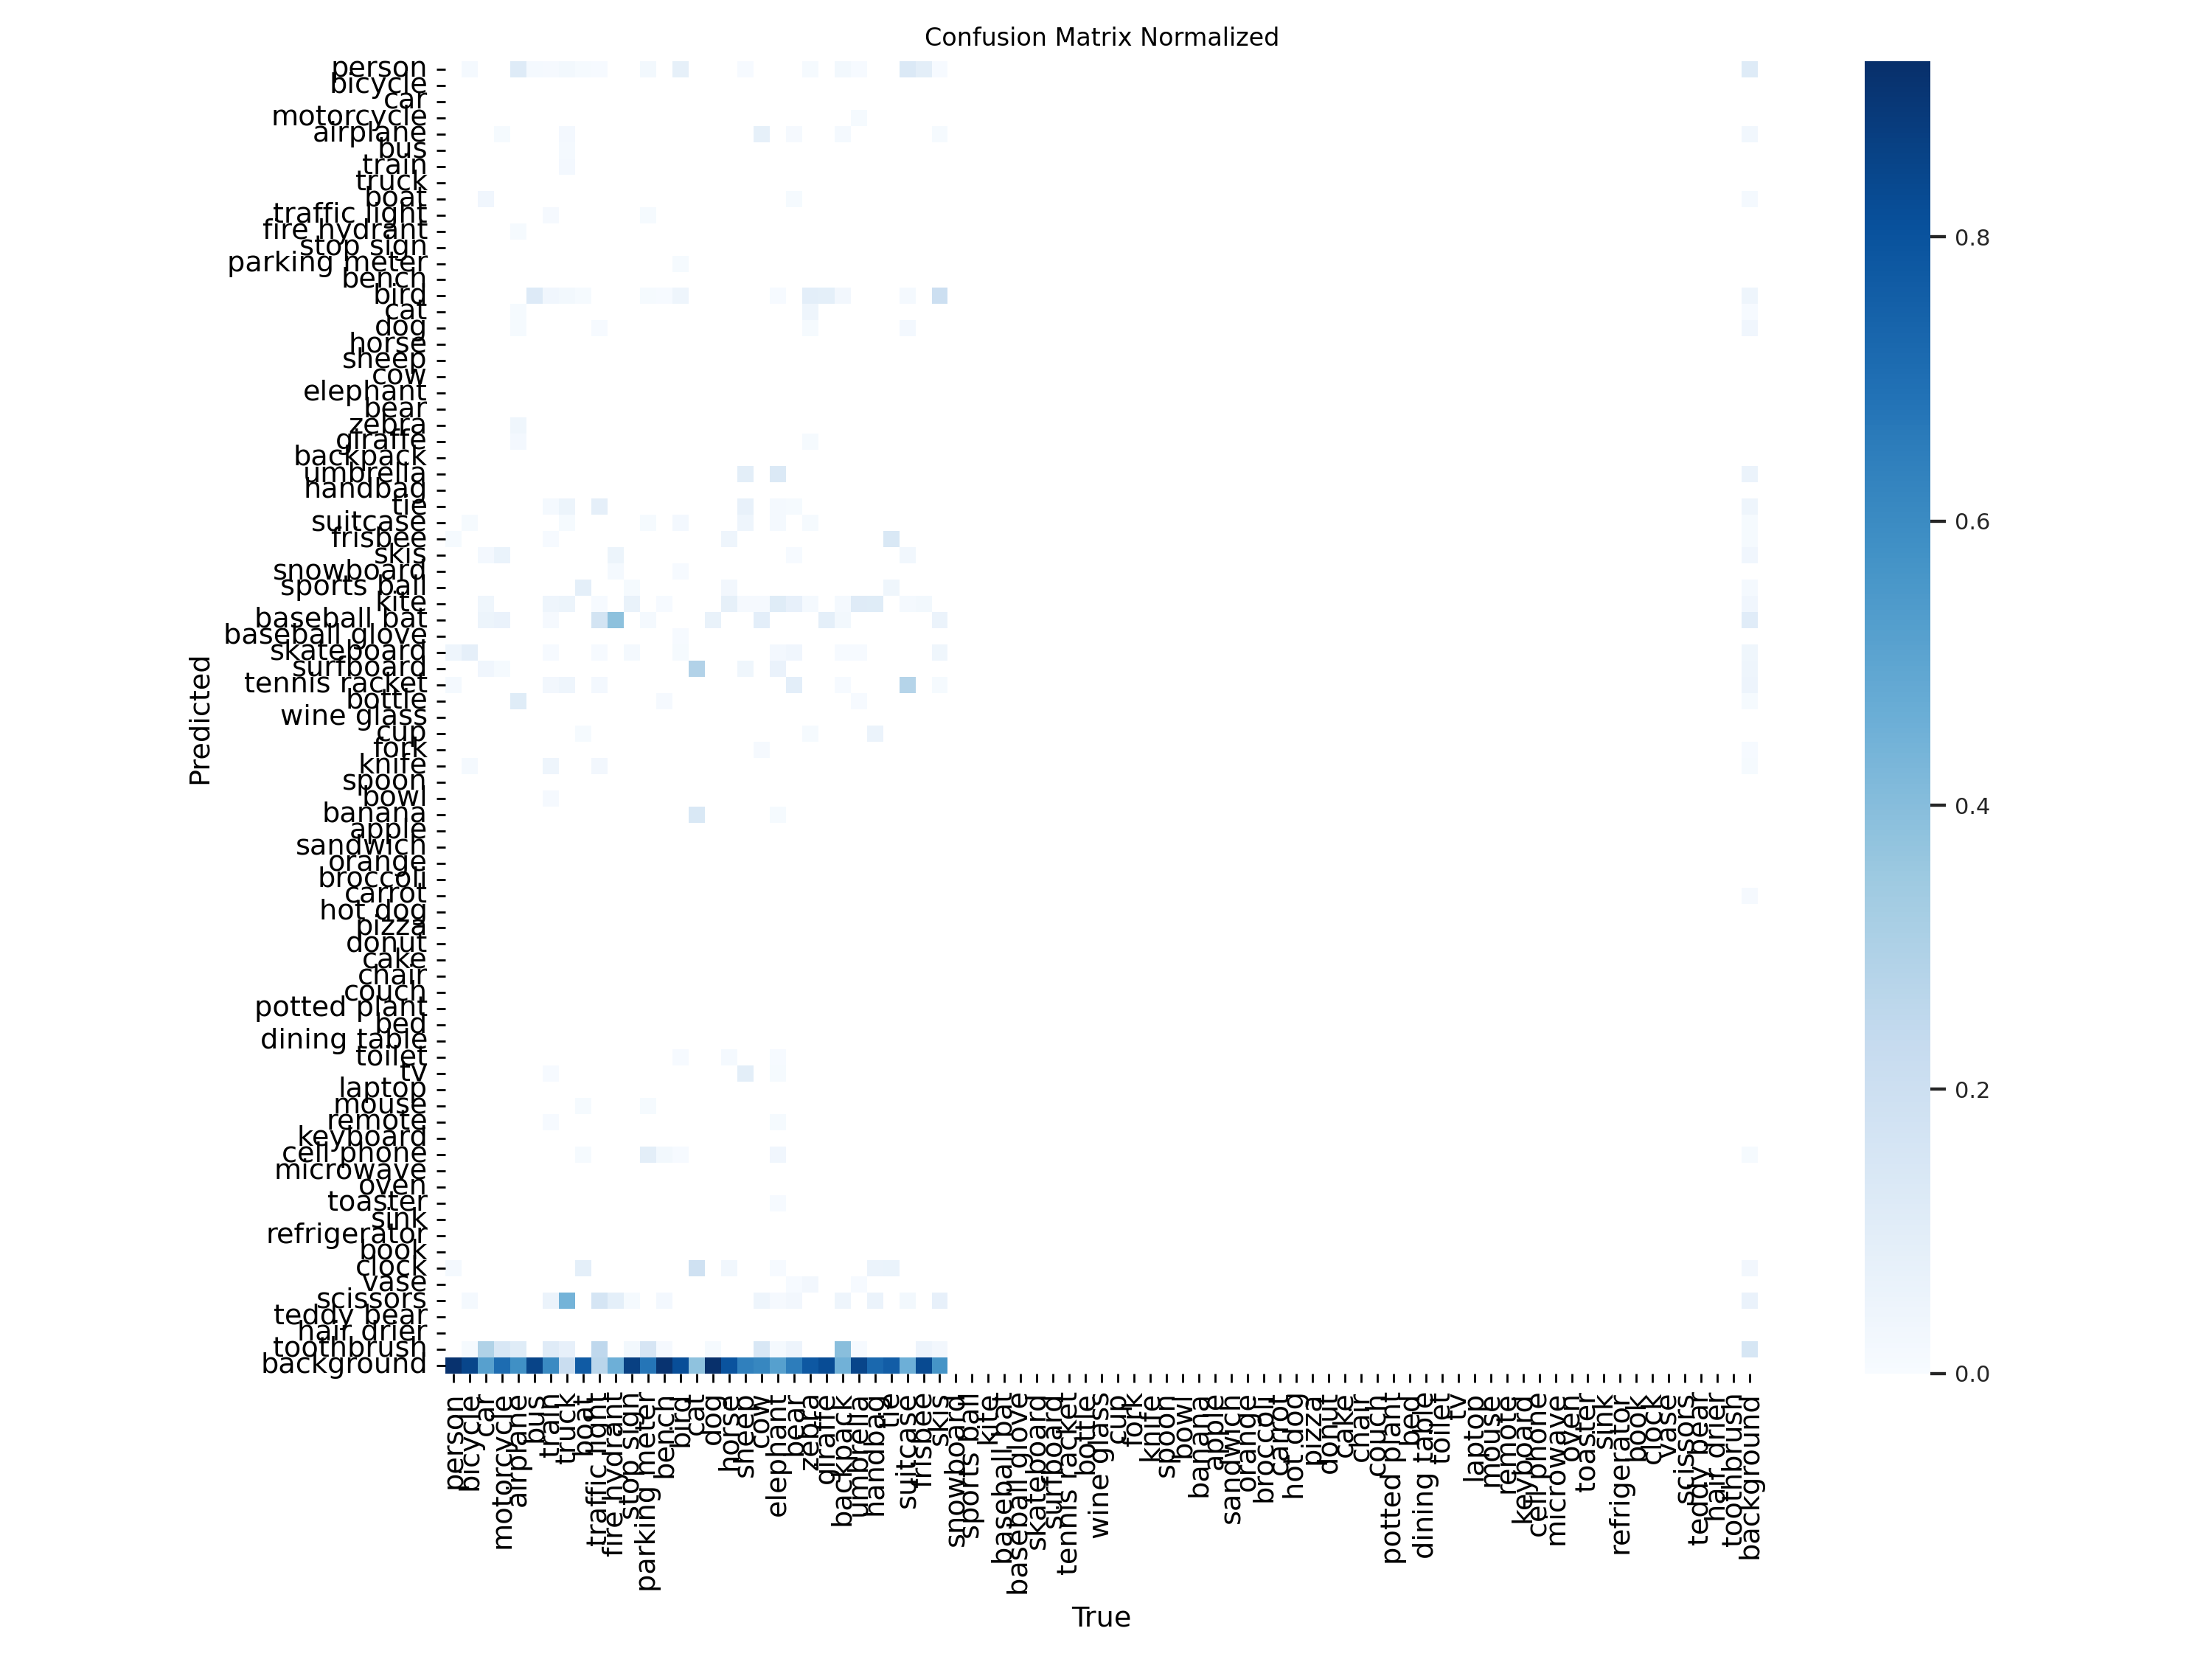 Confusion Matrix Normalized
person
bicycle
car
motorcycle
airplane
bus
train
truck
boat
traffic light
fire hydrant
stop sign
parking meter
bench
bird
cat
dog
horse
sheep
cow
elephant
bear
zebra
giraffe
backpack
umbrella
handbag
tie
suitcase
frisbee
skis
snowboard
sports ball
kite
baseball bat
baseball glove
skateboard
surfboard
tennis racket
bottle
wine glass
cup
fork
knife
spoon
bowl
banana
apple
sandwich
orange
broccoli
carrot
hot dog
pizza
donut
cake
chair
couch
potted plant
bed
dining table
toilet
tv
laptop
mouse
remote
keyboard
cell phone
microwave
oven
toaster
sink
refrigerator
book
clock
vase
scissors
teddy bear
hair drier
toothbrush
background
Predicted
person
bicycle
car
motorcycle
airplane
bus
train
truck
boat
traffic light
fire hydrant
stop sign
parking meter
bench
bird
cat
dog
horse
sheep
cow
elephant
bear
zebra
giraffe
backpack
umbrella
handbag
tie
suitcase
frisbee
skis
snowboard
sports ball
kite
baseball bat
baseball glove
skateboard
surfboard
tennis racket
bottle
wine glass
cup
fork
knife
spoon
bowl
banana
apple
sandwich
orange
broccoli
carrot
hot dog
pizza
donut
cake
chair
couch
potted plant
bed
dining table
toilet
tv
laptop
mouse
remote
keyboard
cell phone
microwave
oven
toaster
sink
refrigerator
book
clock
vase
scissors
teddy bear
hair drier
toothbrush
background
True
0.8
0.6
0.4
0.2
0.0